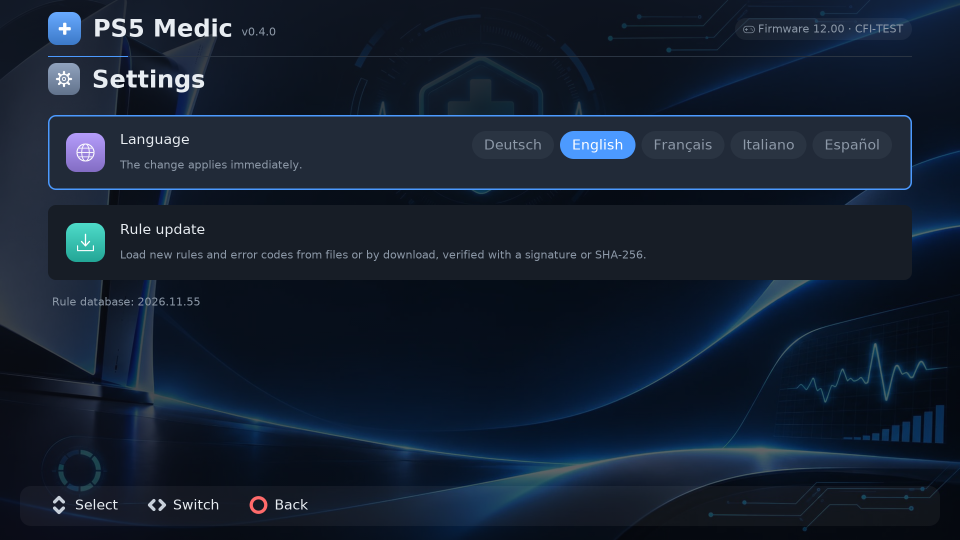 PS5 Medic v0.4.0
Firmware 12.00 · CFI-TEST
Settings
Language
Deutsch English Français Italiano Español
The change applies immediately.
Rule update
Load new rules and error codes from files or by download, verified with a signature or SHA-256.
Rule database: 2026.11.55
Select Switch Back